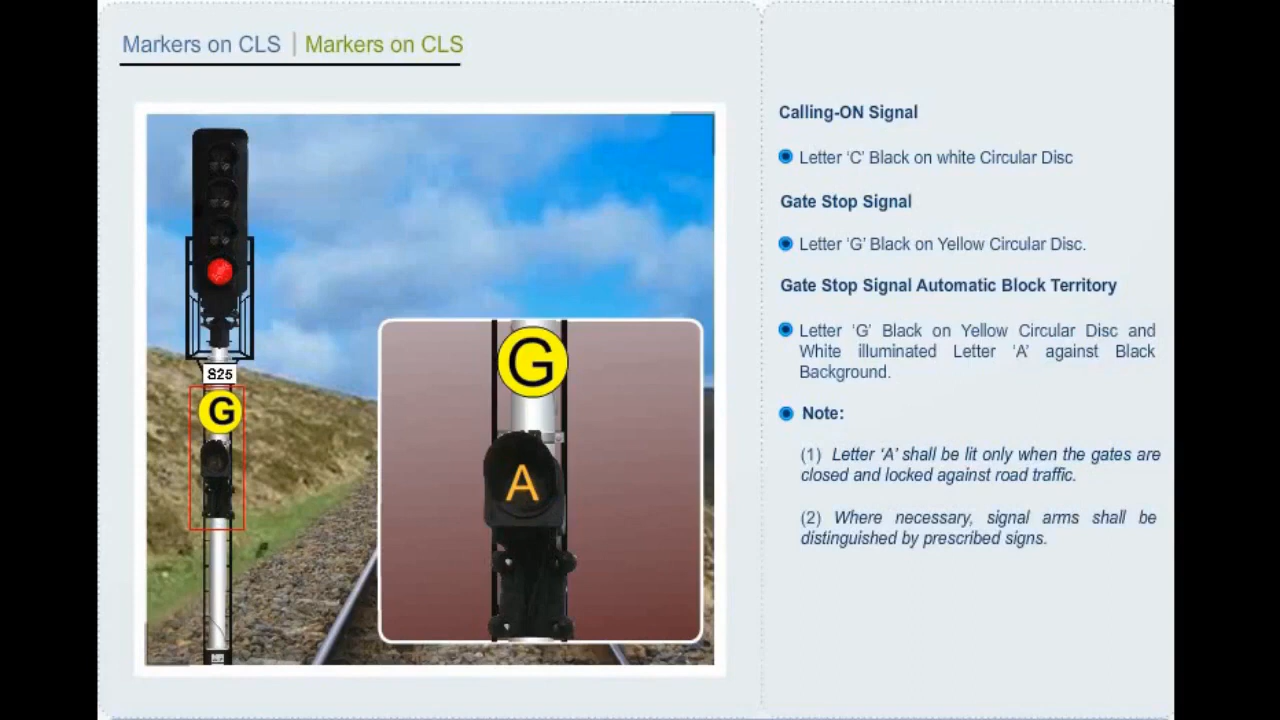 Markers on CLS | Markers on CLS
S25
G
G
A
Calling-ON Signal
Letter ‘C’ Black on white Circular Disc
Gate Stop Signal
Letter ‘G’ Black on Yellow Circular Disc.
Gate Stop Signal Automatic Block Territory
Letter ‘G’ Black on Yellow Circular Disc and
White illuminated Letter ‘A’ against Black
Background.
Note:
(1) Letter ‘A’ shall be lit only when the gates are
closed and locked against road traffic.
(2) Where necessary, signal arms shall be
distinguished by prescribed signs.